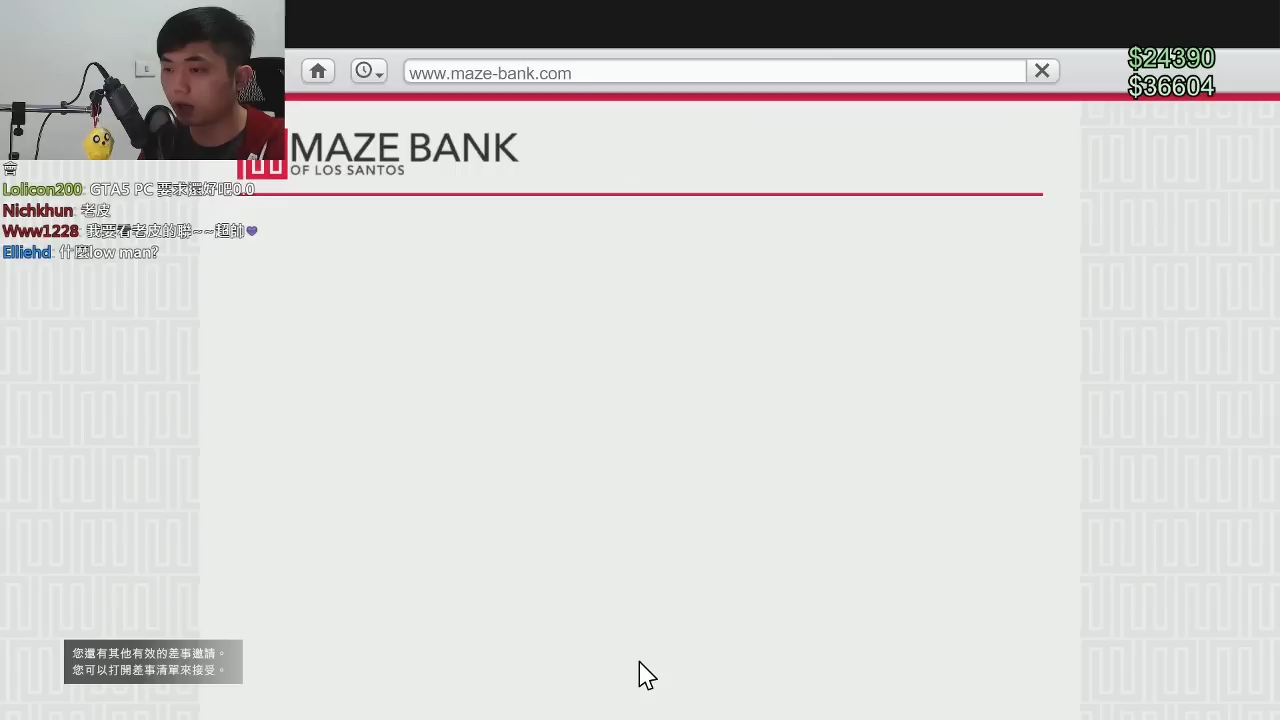 www.maze-bank.com
$24390
$36604
MAZE BANK
OF LOS SANTOS
會
Lolicon200: GTA5 PC 要求還好吧0.0
Nichkhun: 老皮
Www1228: 我要看老皮的聯~~超帥💜
Elliehd: 什麼low man?
您還有其他有效的差事邀請。
您可以打開差事清單來接受。